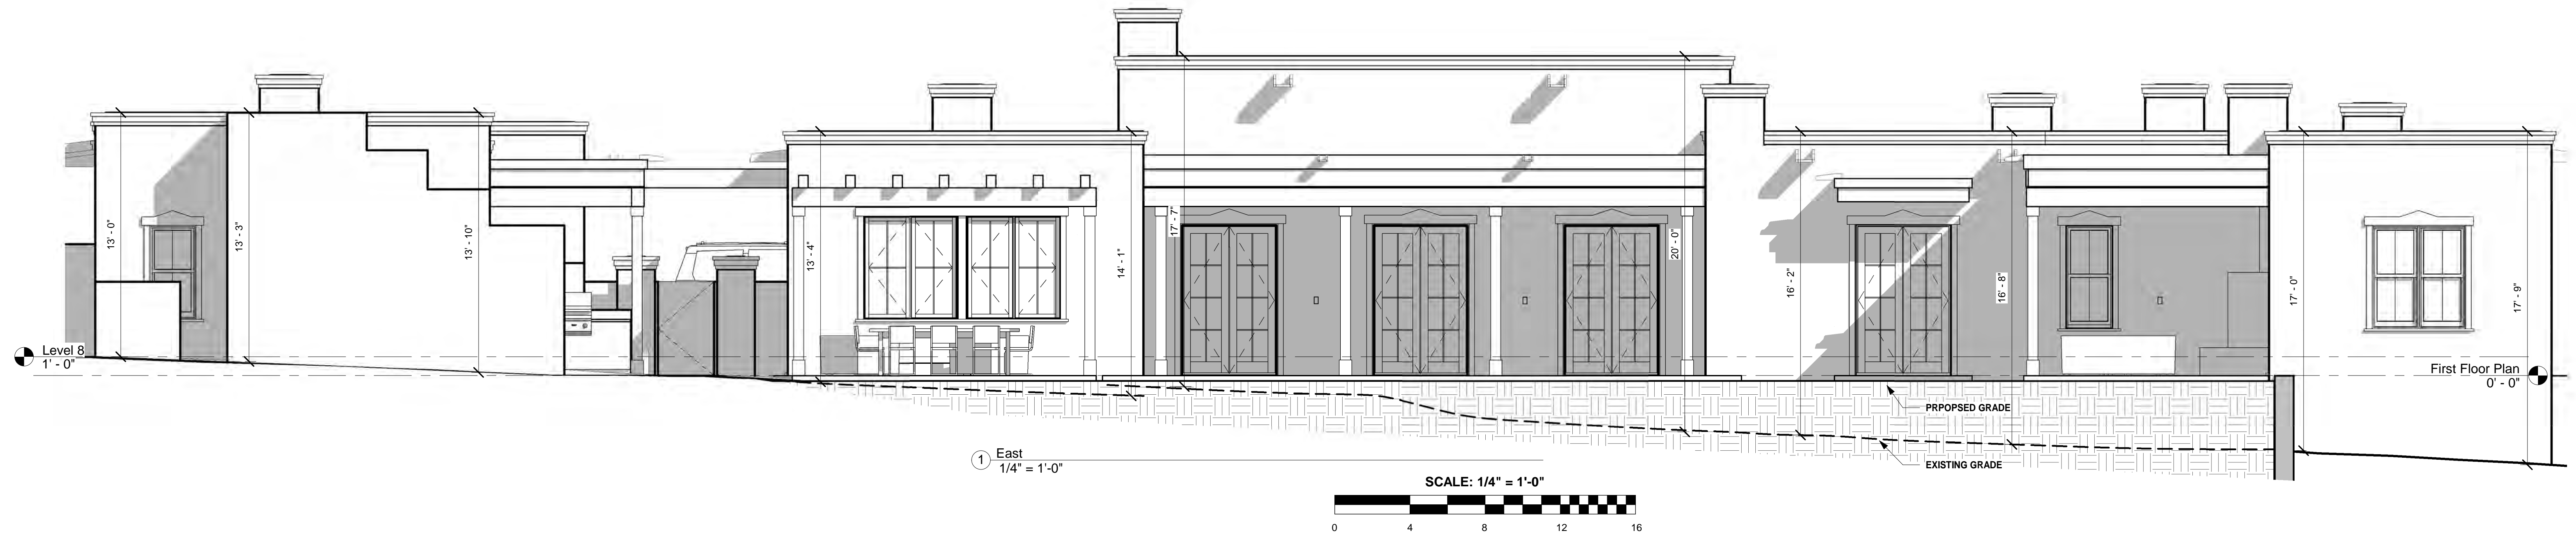 13' - 0"
13' - 3"
13' - 10"
13' - 4"
14' - 1"
17' - 7"
20' - 0"
16' - 2"
16' - 8"
17' - 0"
17' - 9"
Level 8
1' - 0"
First Floor Plan
0' - 0"
PRPOPSED GRADE
EXISTING GRADE
1 East
1/4" = 1'-0"
SCALE: 1/4" = 1'-0"
0 4 8 12 16